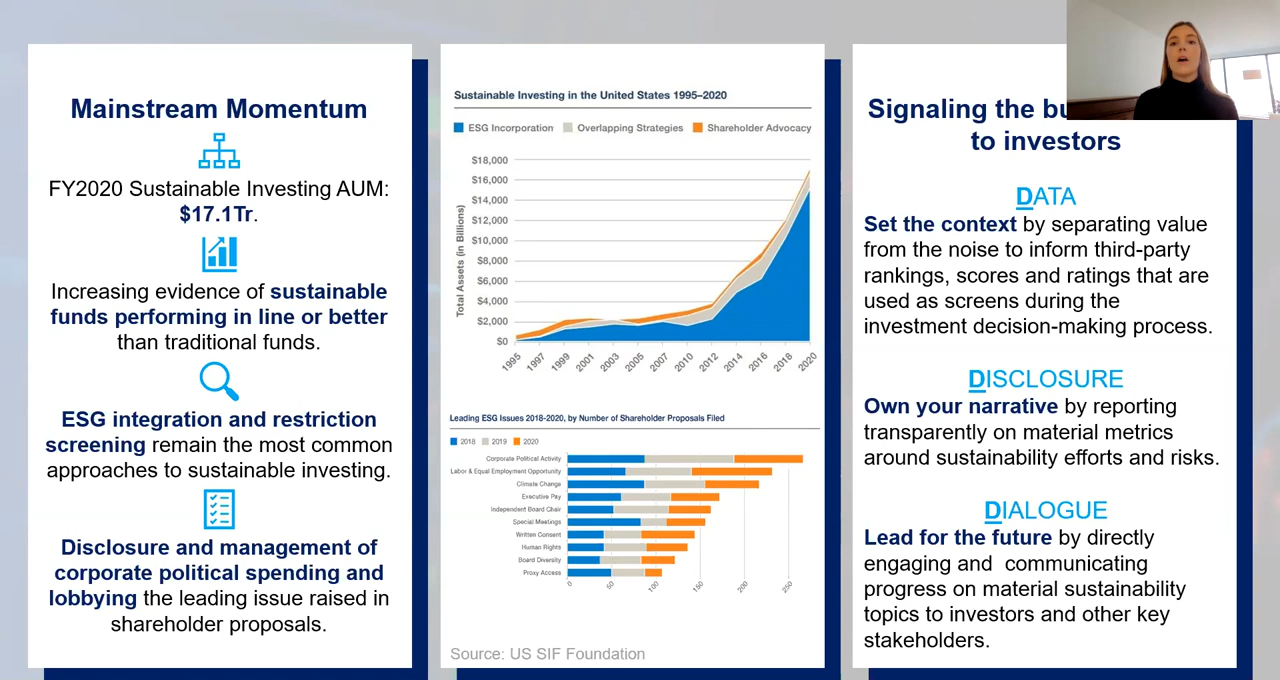 Mainstream Momentum
FY2020 Sustainable Investing AUM:
$17.1Tr.
Increasing evidence of sustainable
funds performing in line or better
than traditional funds.
ESG integration and restriction
screening remain the most common
approaches to sustainable investing.
Disclosure and management of
corporate political spending and
lobbying the leading issue raised in
shareholder proposals.
Sustainable Investing in the United States 1995–2020
ESG Incorporation Overlapping Strategies Shareholder Advocacy
Total Assets (in Billions)
$18,000
$16,000
$14,000
$12,000
$10,000
$8,000
$6,000
$4,000
$2,000
$0
1995 1997 1999 2001 2003 2005 2007 2010 2012 2014 2016 2018 2020
Leading ESG Issues 2018-2020, by Number of Shareholder Proposals Filed
2018 2019 2020
Corporate Political Activity
Labor & Equal Employment Opportunity
Climate Change
Executive Pay
Independent Board Chair
Special Meetings
Written Consent
Human Rights
Board Diversity
Proxy Access
0 50 100 150 200 250
Source: US SIF Foundation
Signaling the
to investors
DATA
Set the context by separating value
from the noise to inform third-party
rankings, scores and ratings that are
used as screens during the
investment decision-making process.
DISCLOSURE
Own your narrative by reporting
transparently on material metrics
around sustainability efforts and risks.
DIALOGUE
Lead for the future by directly
engaging and communicating
progress on material sustainability
topics to investors and other key
stakeholders.